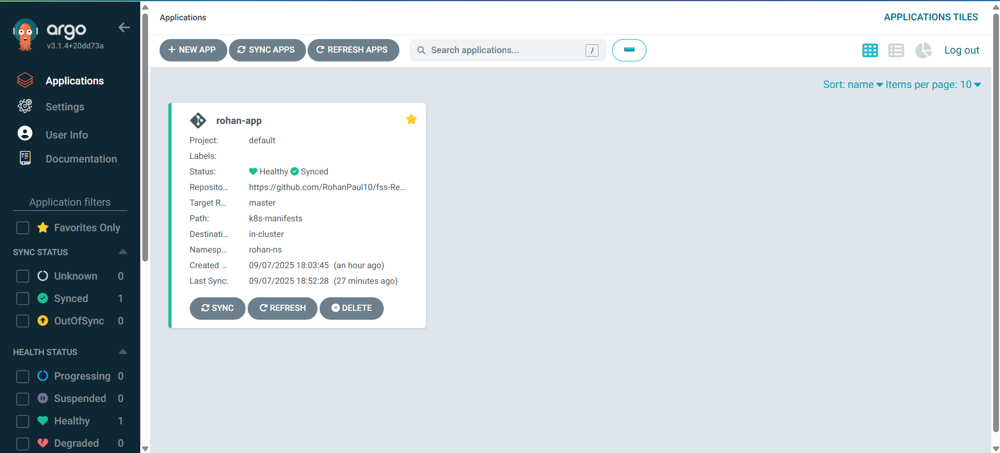 argo
v3.1.4+20dd73a
Applications
Settings
User Info
Documentation
Application filters
Favorites Only
SYNC STATUS
Unknown 0
Synced 1
OutOfSync 0
HEALTH STATUS
Progressing 0
Suspended 0
Healthy 1
Degraded 0
Applications
APPLICATIONS TILES
+ NEW APP
SYNC APPS
REFRESH APPS
Search applications...
/
Log out
Sort: name
Items per page: 10
rohan-app
Project: default
Labels:
Status: Healthy Synced
Reposito... https://github.com/RohanPaul10/fss-Re...
Target R... master
Path: k8s-manifests
Destinati... in-cluster
Namesp... rohan-ns
Created ... 09/07/2025 18:03:45 (an hour ago)
Last Sync: 09/07/2025 18:52:28 (27 minutes ago)
SYNC
REFRESH
DELETE